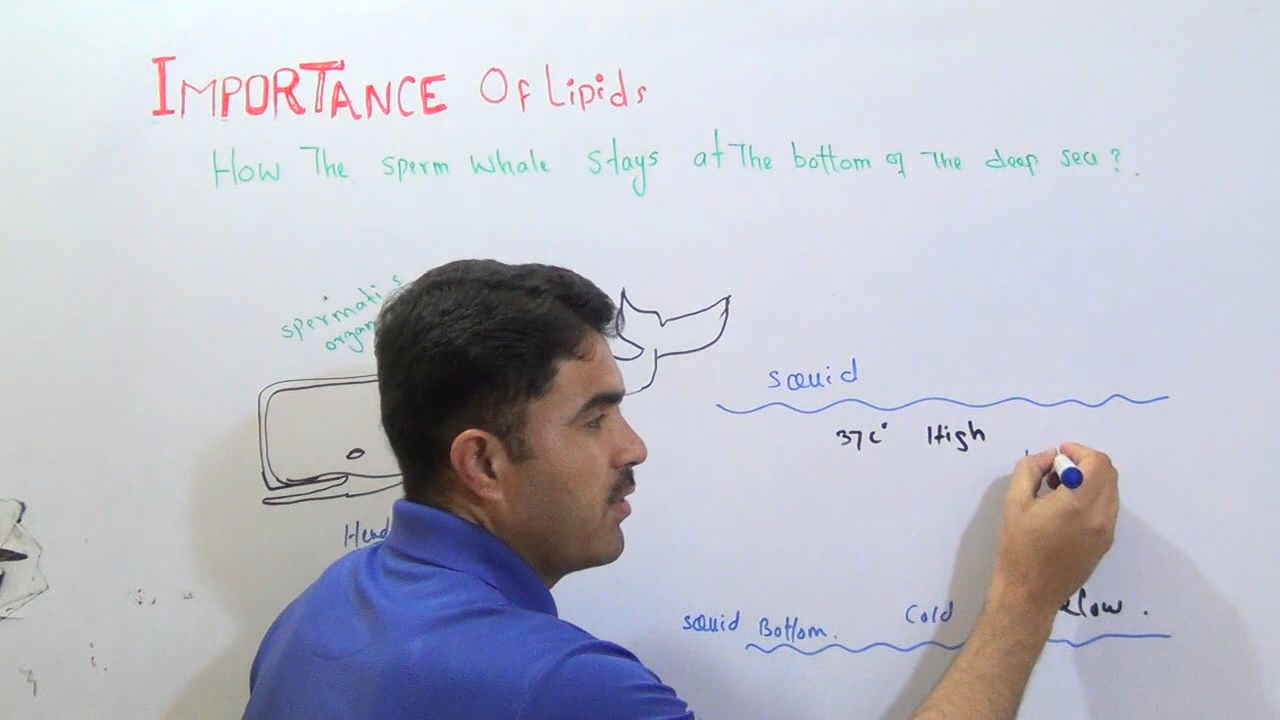 IMPORTANCE Of Lipids
How The sperm whale stays at The bottom of The deep sea ?
squid
37C° High
squid Bottom. Cold